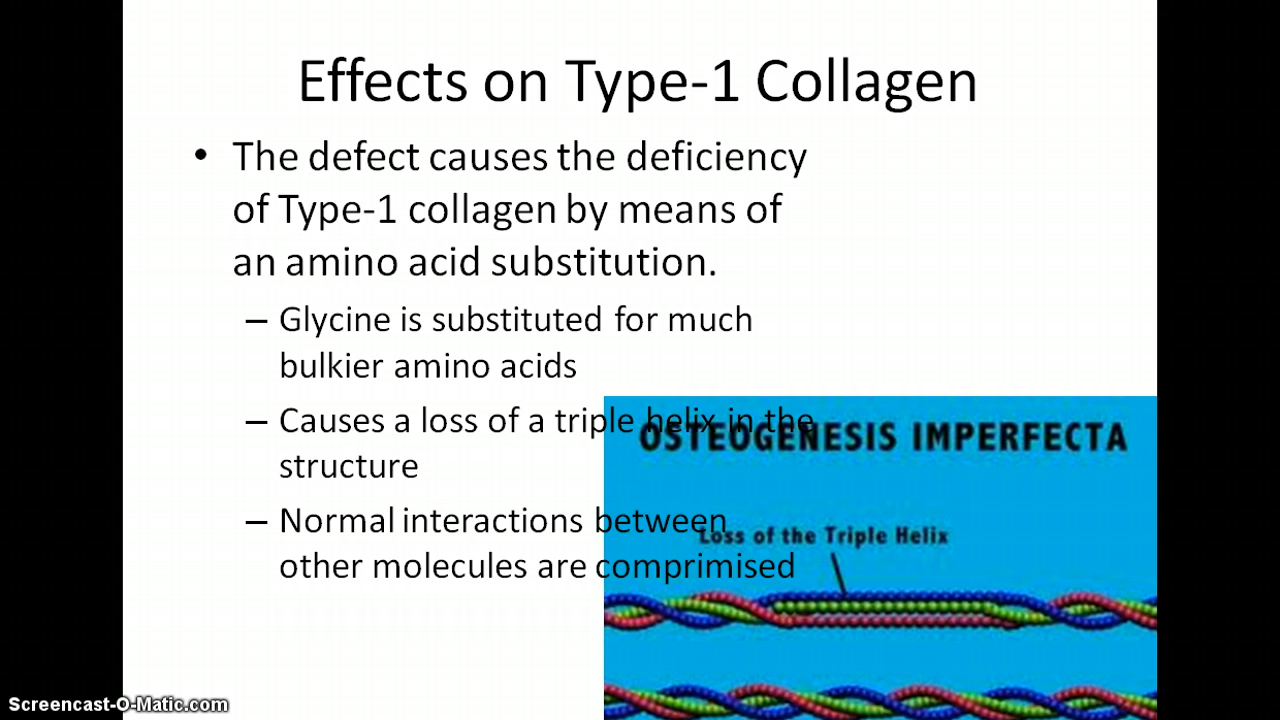 Effects on Type-1 Collagen
• The defect causes the deficiency
of Type-1 collagen by means of
an amino acid substitution.
– Glycine is substituted for much
bulkier amino acids
– Causes a loss of a triple helix in the
structure
– Normal interactions between
other molecules are comprimised
OSTEOGENESIS IMPERFECTA
Loss of the Triple Helix
Screencast-O-Matic.com